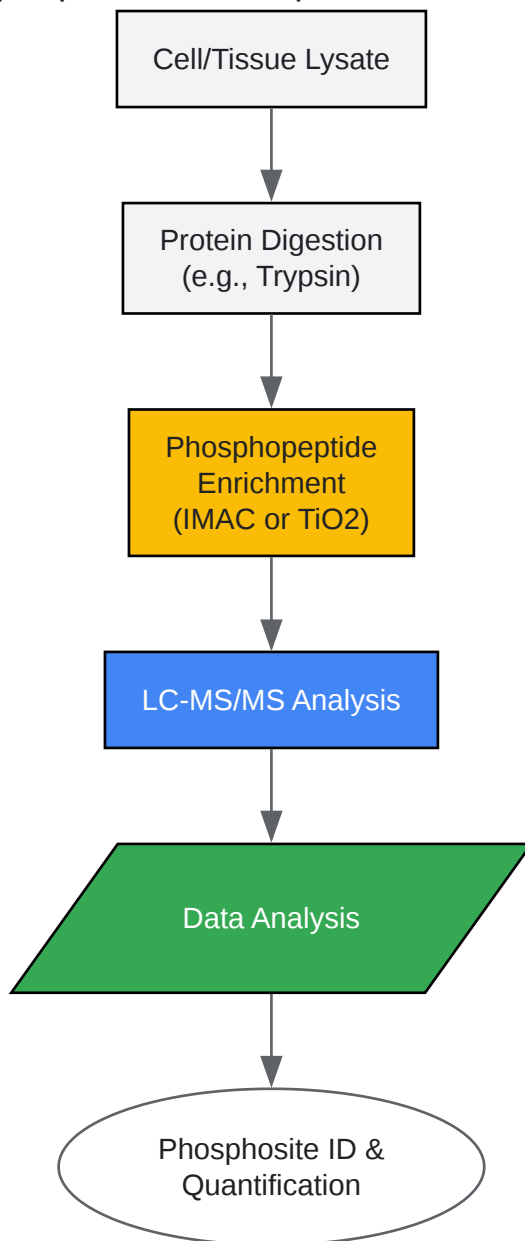 Cell/Tissue Lysate
Protein Digestion
(e.g., Trypsin)
Phosphopeptide
Enrichment
(IMAC or TiO2)
LC-MS/MS Analysis
Data Analysis
Phosphosite ID &
Quantification